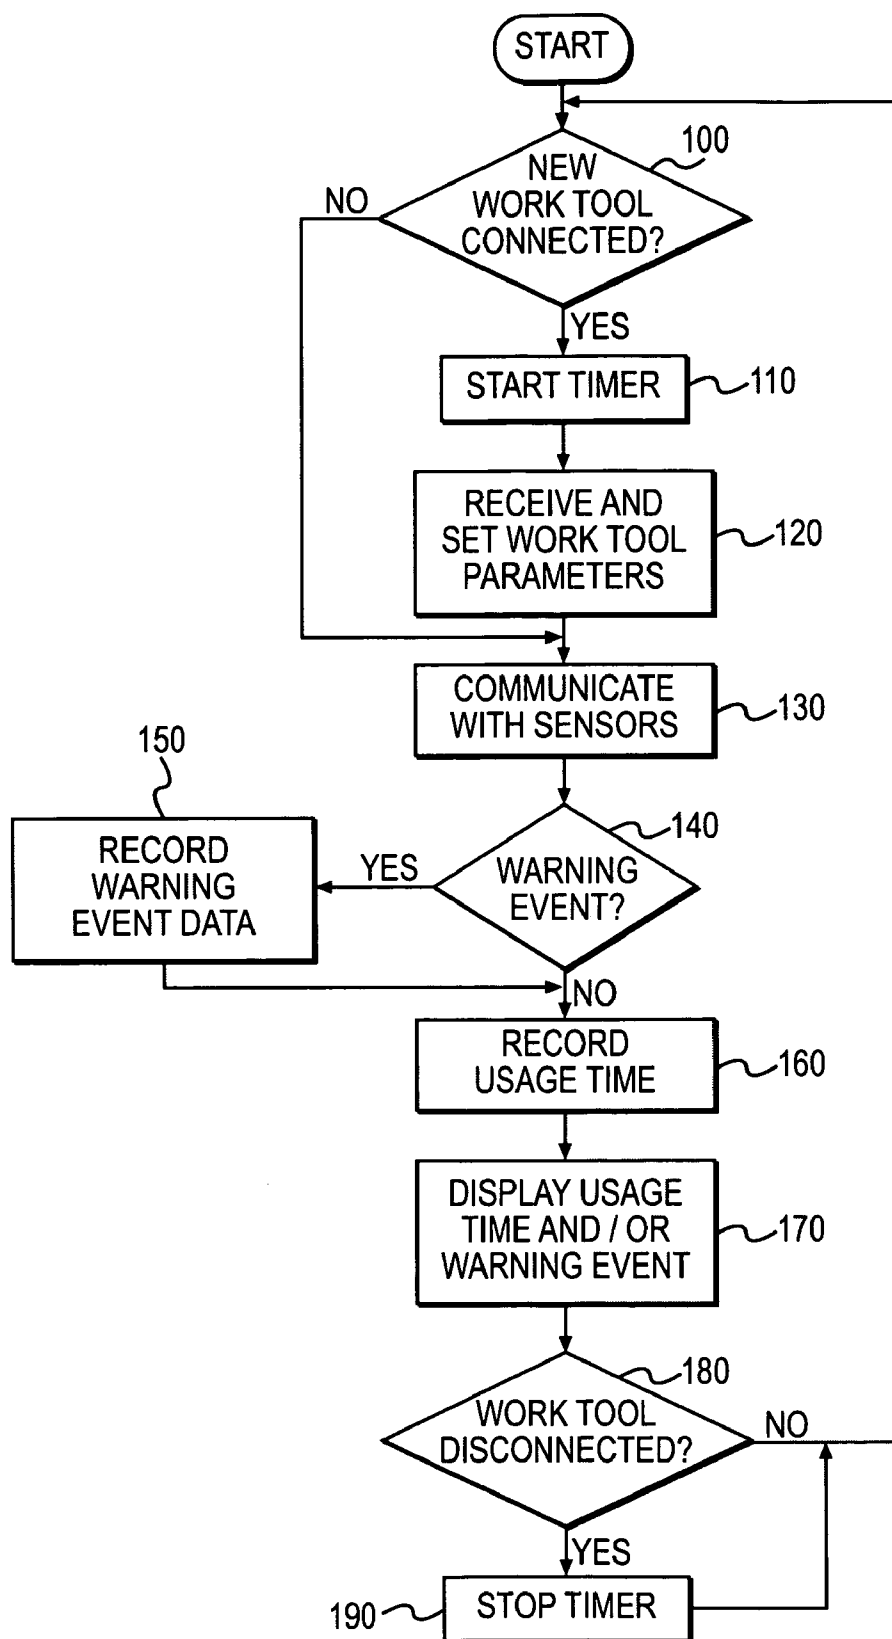 START
100
NEW
WORK TOOL
CONNECTED?
NO
YES
START TIMER
110
RECEIVE AND
SET WORK TOOL
PARAMETERS
120
COMMUNICATE
WITH SENSORS
130
150
RECORD
WARNING
EVENT DATA
YES
140
WARNING
EVENT?
NO
RECORD
USAGE TIME
160
DISPLAY USAGE
TIME AND / OR
WARNING EVENT
170
180
WORK TOOL
DISCONNECTED?
NO
YES
190
STOP TIMER